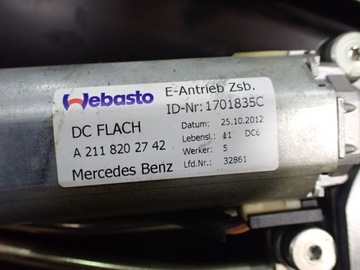 Webasto
E-Antrieb Zsb.
ID-Nr:1701835C
DC FLACH
A 211 820 27 42
Mercedes Benz
Datum: 25.10.2012
Lebensl.: 11 DC6
Werker: 5
Lfd.Nr.: 32861